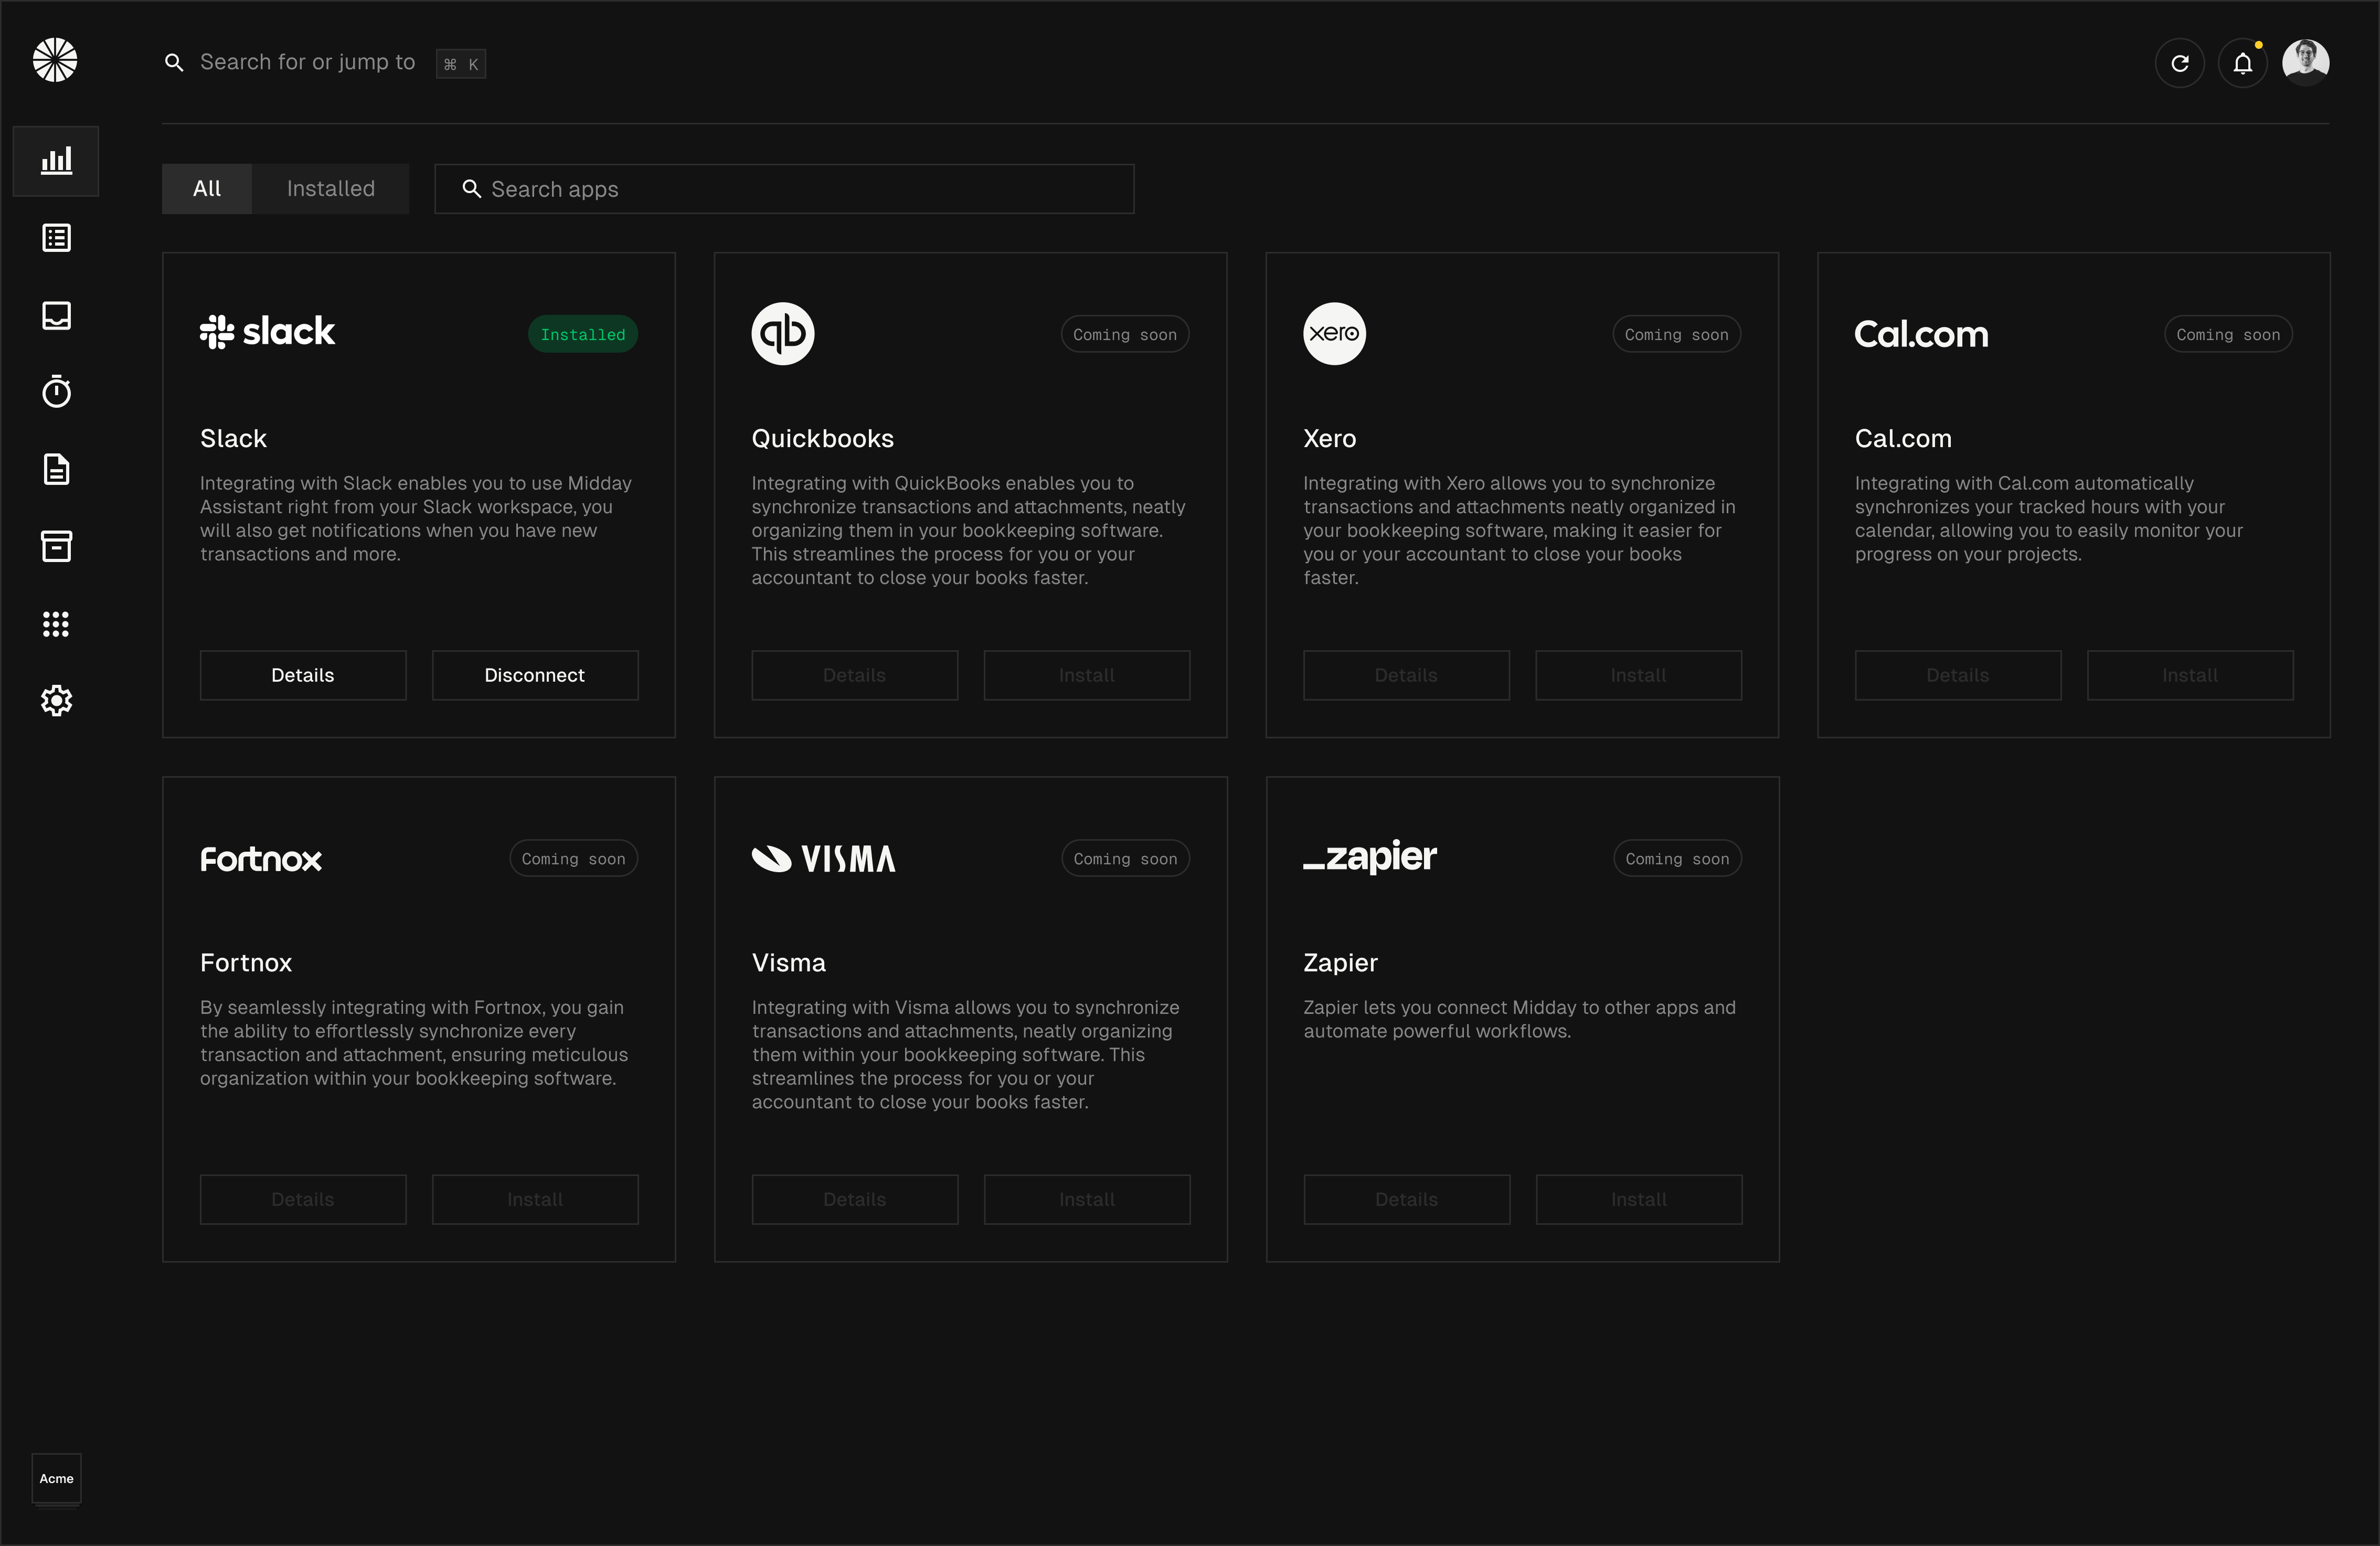 Search for or jump to ⌘ K
All Installed Search apps
slack Installed
Slack
Integrating with Slack enables you to use Midday
Assistant right from your Slack workspace, you
will also get notifications when you have new
transactions and more.
Details Disconnect
qb Coming soon
Quickbooks
Integrating with QuickBooks enables you to
synchronize transactions and attachments, neatly
organizing them in your bookkeeping software.
This streamlines the process for you or your
accountant to close your books faster.
Details Install
xero Coming soon
Xero
Integrating with Xero allows you to synchronize
transactions and attachments neatly organized in
your bookkeeping software, making it easier for
you or your accountant to close your books
faster.
Details Install
Cal.com Coming soon
Cal.com
Integrating with Cal.com automatically
synchronizes your tracked hours with your
calendar, allowing you to easily monitor your
progress on your projects.
Details Install
Fortnox Coming soon
Fortnox
By seamlessly integrating with Fortnox, you gain
the ability to effortlessly synchronize every
transaction and attachment, ensuring meticulous
organization within your bookkeeping software.
Details Install
VISMA Coming soon
Visma
Integrating with Visma allows you to synchronize
transactions and attachments, neatly organizing
them within your bookkeeping software. This
streamlines the process for you or your
accountant to close your books faster.
Details Install
_zapier Coming soon
Zapier
Zapier lets you connect Midday to other apps and
automate powerful workflows.
Details Install
Acme